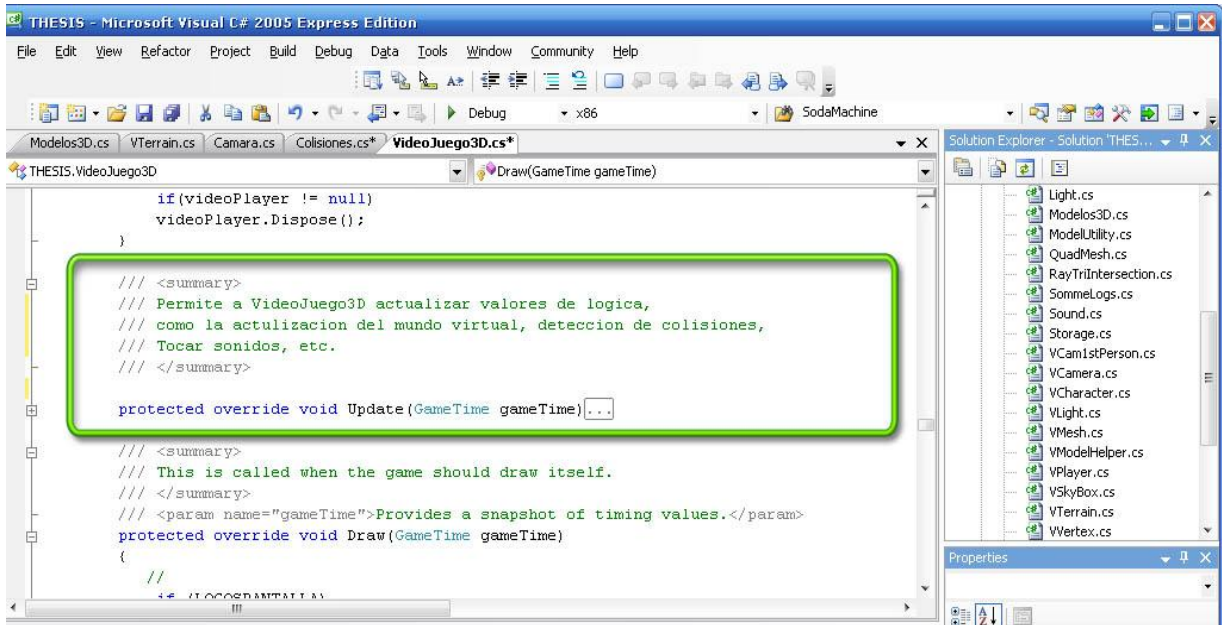 THESIS - Microsoft Visual C# 2005 Express Edition
File Edit View Refactor Project Build Debug Data Tools Window Community Help
Debug x86 SodaMachine
Modelos3D.cs VTerrain.cs Camara.cs Colisiones.cs* VideoJuego3D.cs*
THESIS.VideoJuego3D Draw(GameTime gameTime)
if(videoPlayer != null)
videoPlayer.Dispose();
}
/// <summary>
/// Permite a VideoJuego3D actualizar valores de logica,
/// como la actulizacion del mundo virtual, deteccion de colisiones,
/// Tocar sonidos, etc.
/// </summary>
protected override void Update(GameTime gameTime)...
/// <summary>
/// This is called when the game should draw itself.
/// </summary>
/// <param name="gameTime">Provides a snapshot of timing values.</param>
protected override void Draw(GameTime gameTime)
{
//
if (LOGOSPANTALLA)
Solution Explorer - Solution 'THES...
Light.cs
Modelos3D.cs
ModelUtility.cs
QuadMesh.cs
RayTriIntersection.cs
SommeLogs.cs
Sound.cs
Storage.cs
VCam1stPerson.cs
VCamera.cs
VCharacter.cs
VLight.cs
VMesh.cs
VModelHelper.cs
VPlayer.cs
VSkyBox.cs
VTerrain.cs
VVertex.cs
Properties